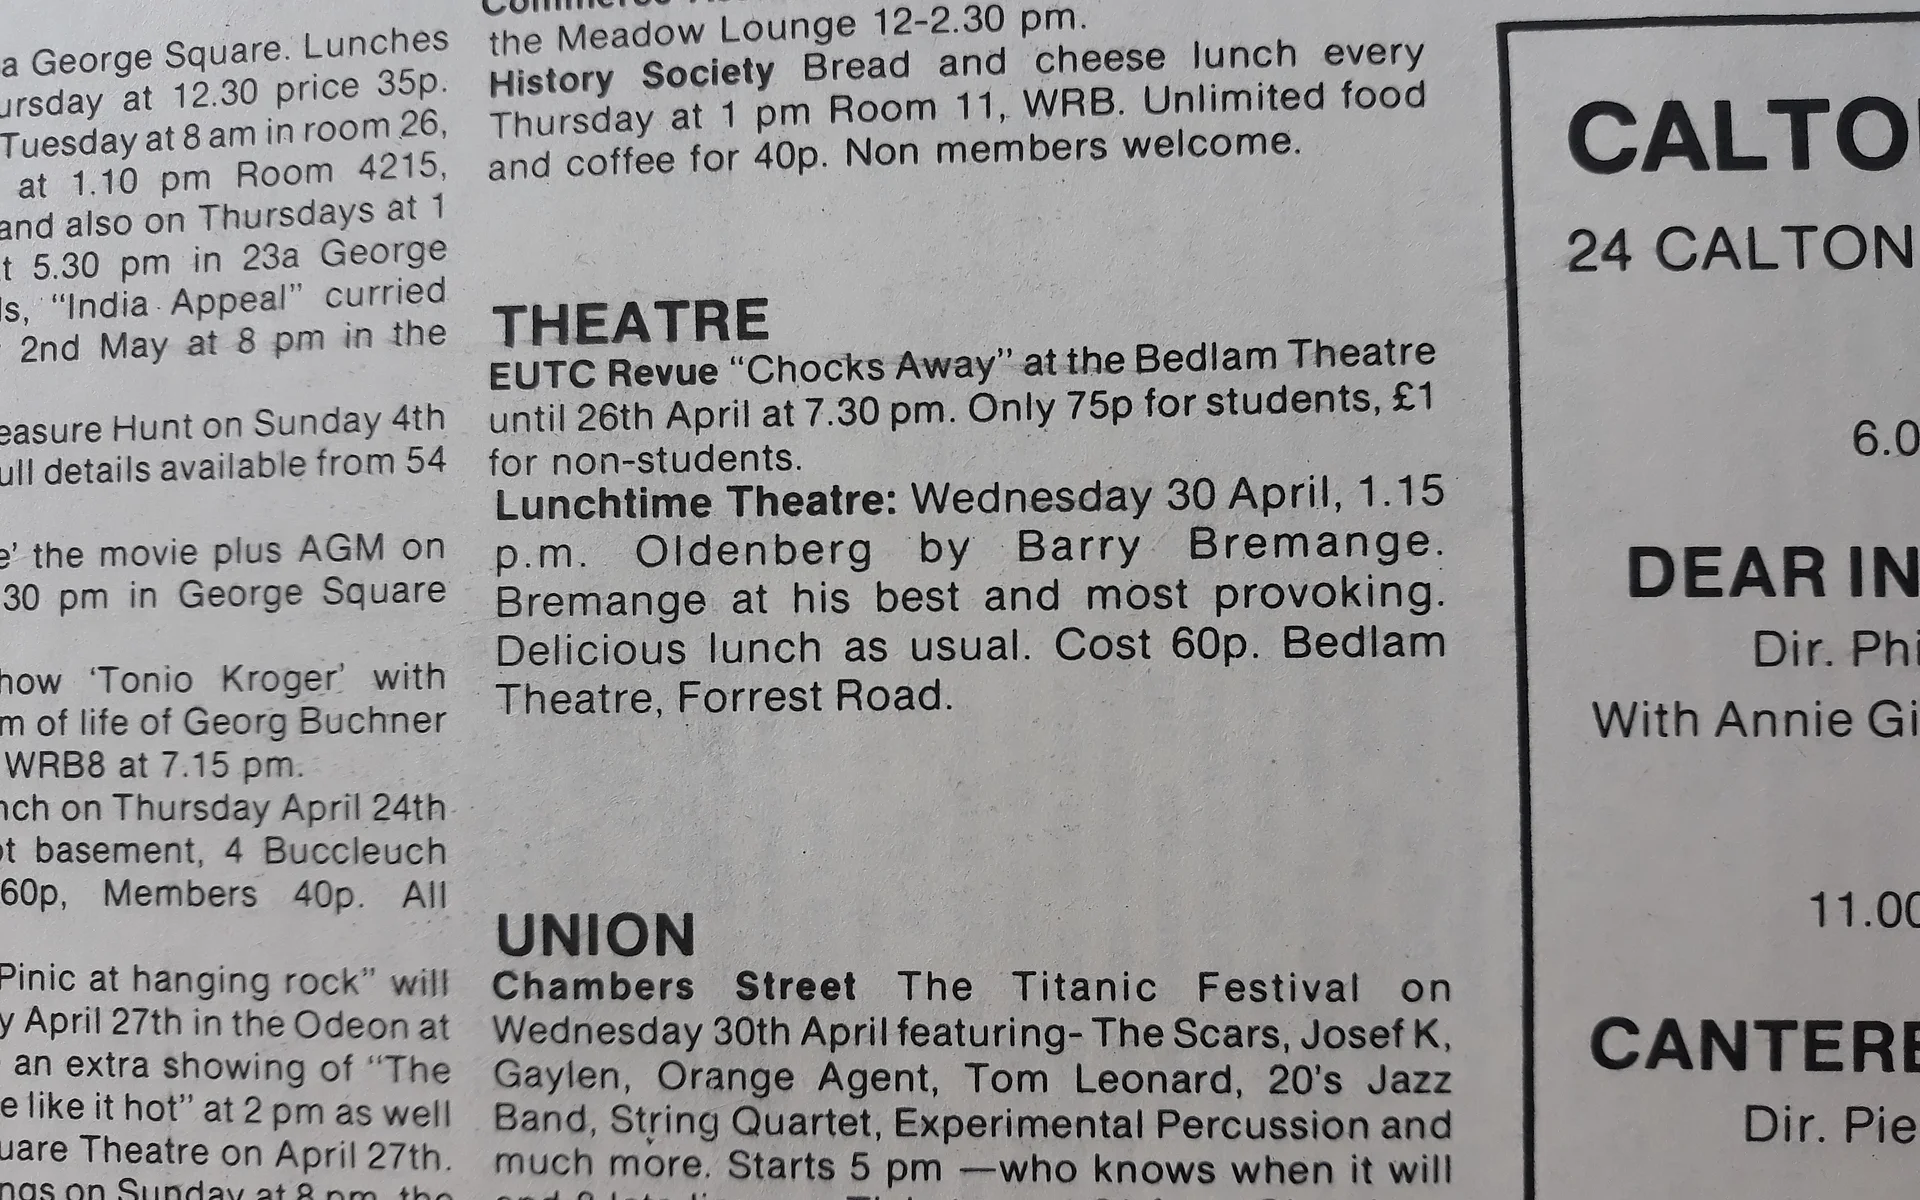 a George Square. Lunches
at 12.30 price 35p.
Tuesday at 8 am in room 26,
at 1.10 pm Room 4215,
and also on Thursdays at 1
5.30 pm in 23a George
"India Appeal" curried
2nd May at 8 pm in the
Hunt on Sunday 4th
details available from 54
the movie plus AGM on
30 pm in George Square
'Tonio Kroger' with
of life of Georg Buchner
WRB8 at 7.15 pm.
on Thursday April 24th
basement, 4 Buccleuch
60p, Members 40p. All
Pinic at hanging rock" will
April 27th in the Odeon at
an extra showing of "The
like it hot" at 2 pm as well
Theatre on April 27th.
on Sunday at 8 pm, the
the Meadow Lounge 12-2.30 pm.
History Society Bread and cheese lunch every
Thursday at 1 pm Room 11, WRB. Unlimited food
and coffee for 40p. Non members welcome.
THEATRE
EUTC Revue "Chocks Away" at the Bedlam Theatre
until 26th April at 7.30 pm. Only 75p for students, £1
for non-students.
Lunchtime Theatre: Wednesday 30 April, 1.15
p.m. Oldenberg by Barry Bremange.
Bremange at his best and most provoking.
Delicious lunch as usual. Cost 60p. Bedlam
Theatre, Forrest Road.
UNION
Chambers Street The Titanic Festival on
Wednesday 30th April featuring- The Scars, Josef K,
Gaylen, Orange Agent, Tom Leonard, 20's Jazz
Band, String Quartet, Experimental Percussion and
much more. Starts 5 pm —who knows when it will
CALTO
24 CALTON
6.0
DEAR IN
Dir. Phi
With Annie Gi
11.00
CANTERB
Dir. Pie